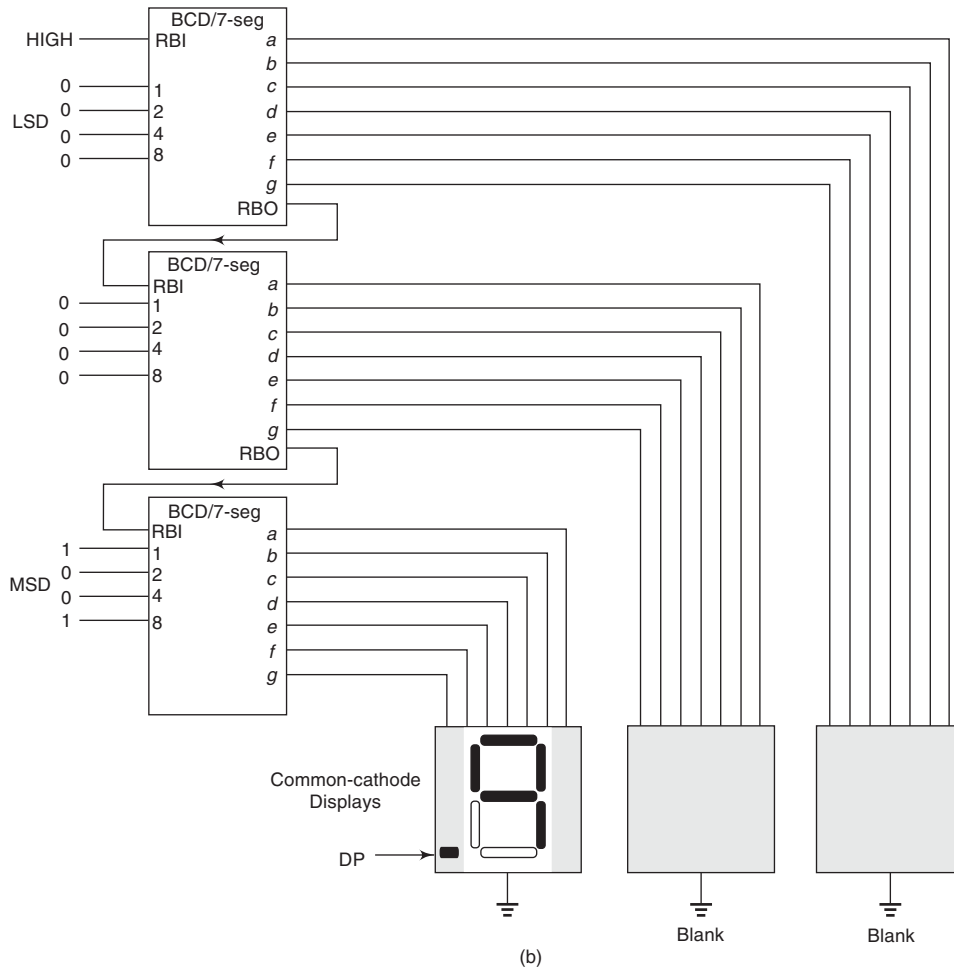 BCD/7-seg
HIGH RBI a
b
0 1 c
0 2 d
LSD
0 4 e
0 8 f
g
RBO
BCD/7-seg
RBI a
0 1 b
0 2 c
0 4 d
0 8 e
f
g
RBO
BCD/7-seg
RBI a
1 1 b
0 2 c
MSD
0 4 d
1 8 e
f
g
Common-cathode
Displays
DP
Blank
Blank
(b)